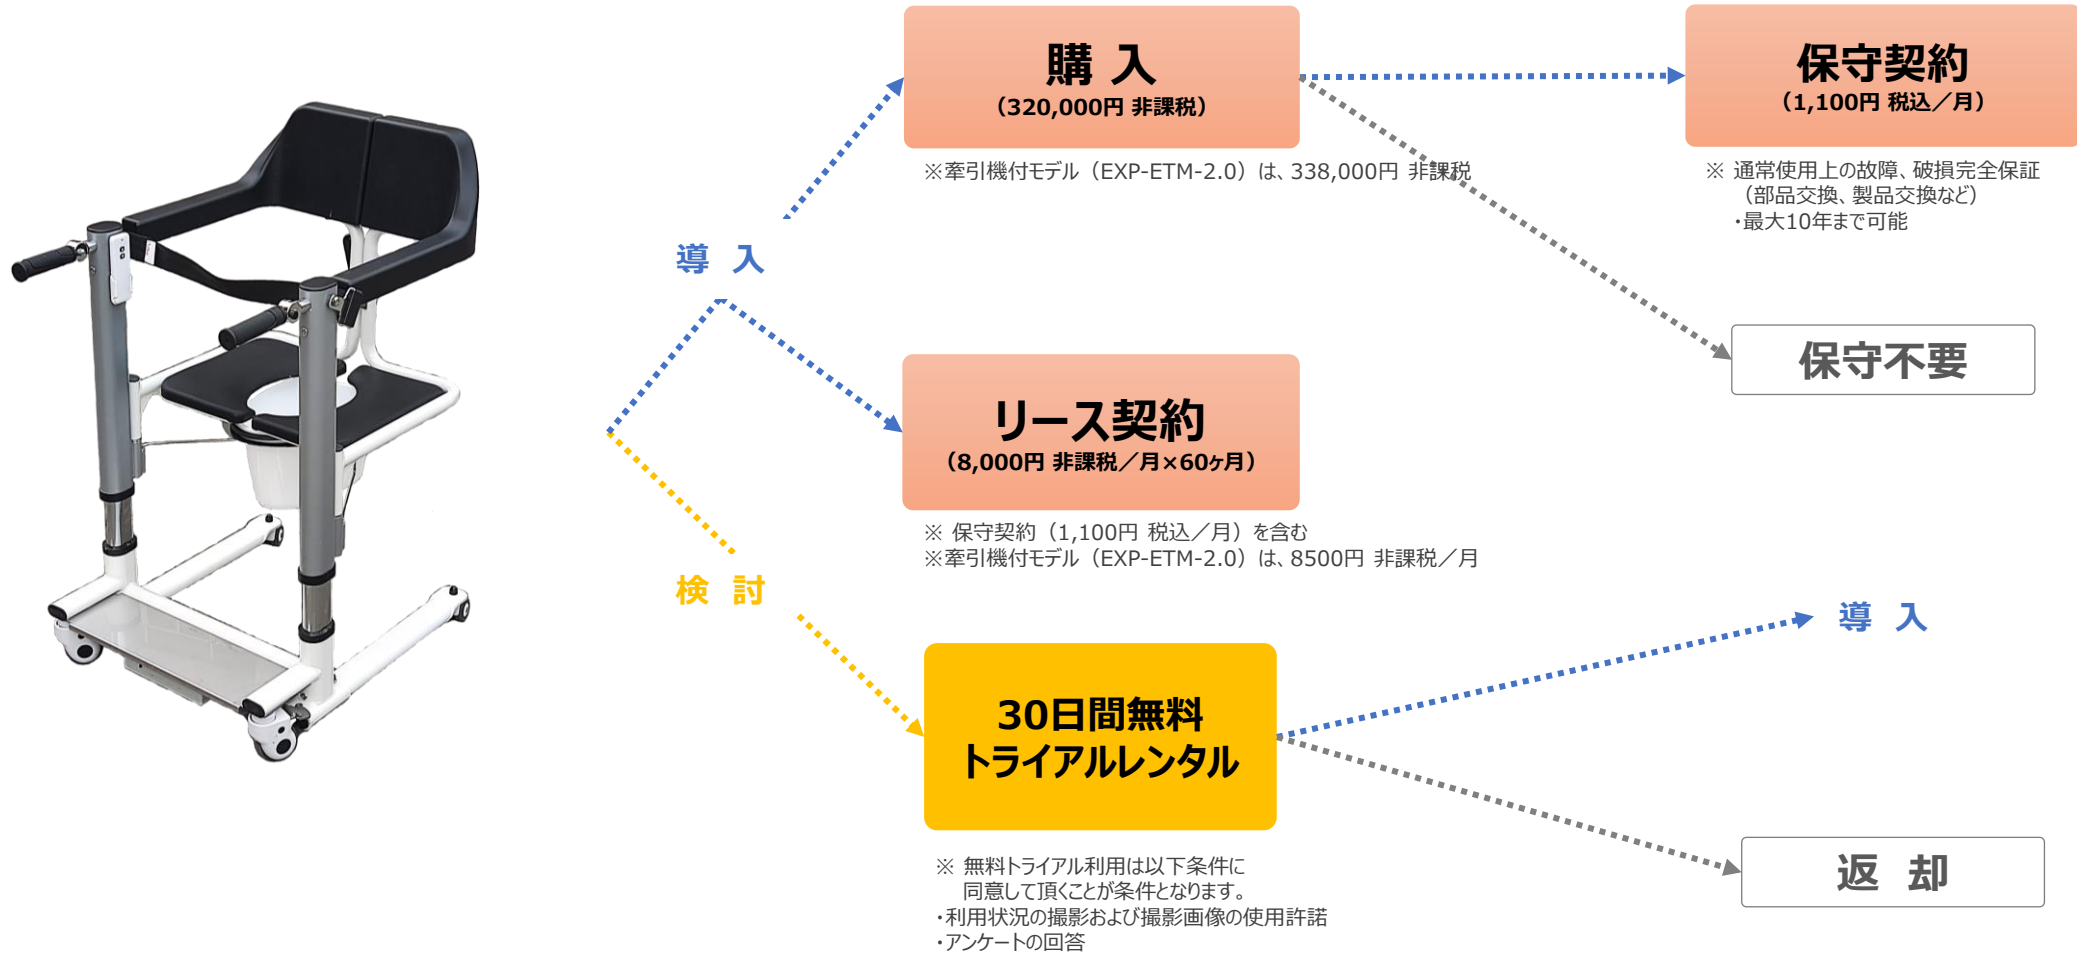 購 入
（320,000円 非課税）
※牽引機付モデル（EXP-ETM-2.0）は、338,000円 非課税
保守契約
（1,100円 税込／月）
※ 通常使用上の故障、破損完全保証
（部品交換、製品交換など）
・最大10年まで可能
導 入
保守不要
リース契約
（8,000円 非課税／月×60ヶ月）
※ 保守契約（1,100円 税込／月）を含む
※牽引機付モデル（EXP-ETM-2.0）は、8500円 非課税／月
検 討
30日間無料
トライアルレンタル
※ 無料トライアル利用は以下条件に
同意して頂くことが条件となります。
・利用状況の撮影および撮影画像の使用許諾
・アンケートの回答
導 入
返 却